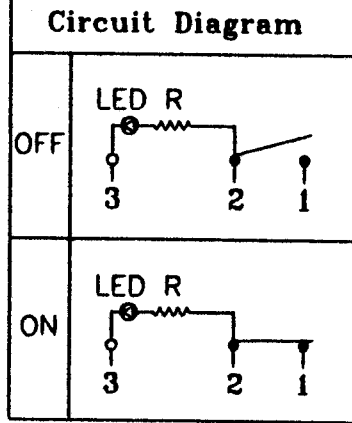 Circuit Diagram
OFF
LED R
3 2 1
ON
LED R
3 2 1